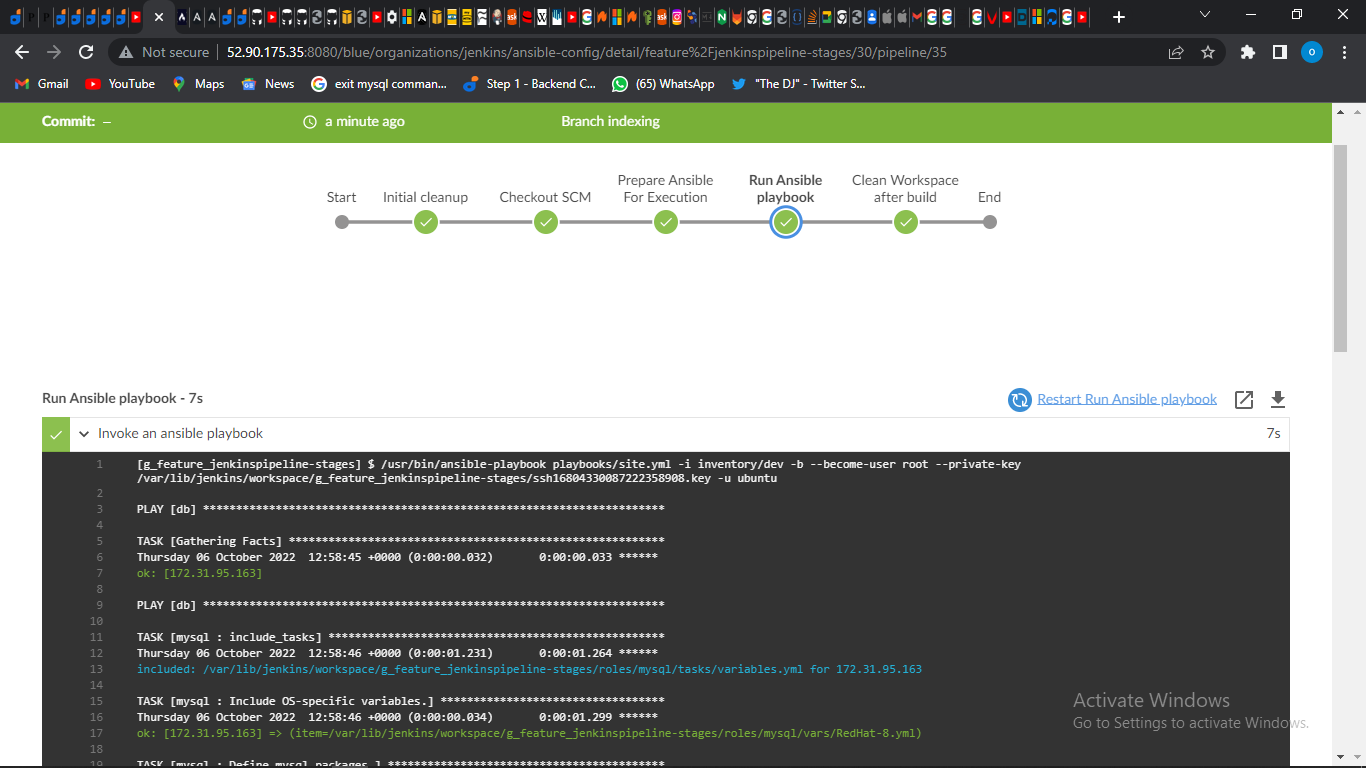 Not secure | 52.90.175.35:8080/blue/organizations/jenkins/ansible-config/detail/feature%2Fjenkinspipeline-stages/30/pipeline/35
Gmail YouTube Maps News exit mysql comman... Step 1 - Backend C... (65) WhatsApp "The DJ" - Twitter S...
Commit: – a minute ago Branch indexing
Prepare Ansible Run Ansible Clean Workspace
Start Initial cleanup Checkout SCM For Execution playbook after build End
Run Ansible playbook - 7s Restart Run Ansible playbook
Invoke an ansible playbook 7s
1 [g_feature_jenkinspipeline-stages] $ /usr/bin/ansible-playbook playbooks/site.yml -i inventory/dev -b --become-user root --private-key
/var/lib/jenkins/workspace/g_feature_jenkinspipeline-stages/ssh16804330087222358908.key -u ubuntu
2
3 PLAY [db] **********************************************************************
4
5 TASK [Gathering Facts] *********************************************************
6 Thursday 06 October 2022 12:58:45 +0000 (0:00:00.032) 0:00:00.033 ******
7 ok: [172.31.95.163]
8
9 PLAY [db] **********************************************************************
10
11 TASK [mysql : include_tasks] ***************************************************
12 Thursday 06 October 2022 12:58:46 +0000 (0:00:01.231) 0:00:01.264 ******
13 included: /var/lib/jenkins/workspace/g_feature_jenkinspipeline-stages/roles/mysql/tasks/variables.yml for 172.31.95.163
14
15 TASK [mysql : Include OS-specific variables.] **********************************
16 Thursday 06 October 2022 12:58:46 +0000 (0:00:00.034) 0:00:01.299 ******
17 ok: [172.31.95.163] => (item=/var/lib/jenkins/workspace/g_feature_jenkinspipeline-stages/roles/mysql/vars/RedHat-8.yml)
18
19 TASK [mysql : Define mysql_packages.] ******************************************
Activate Windows
Go to Settings to activate Windows.